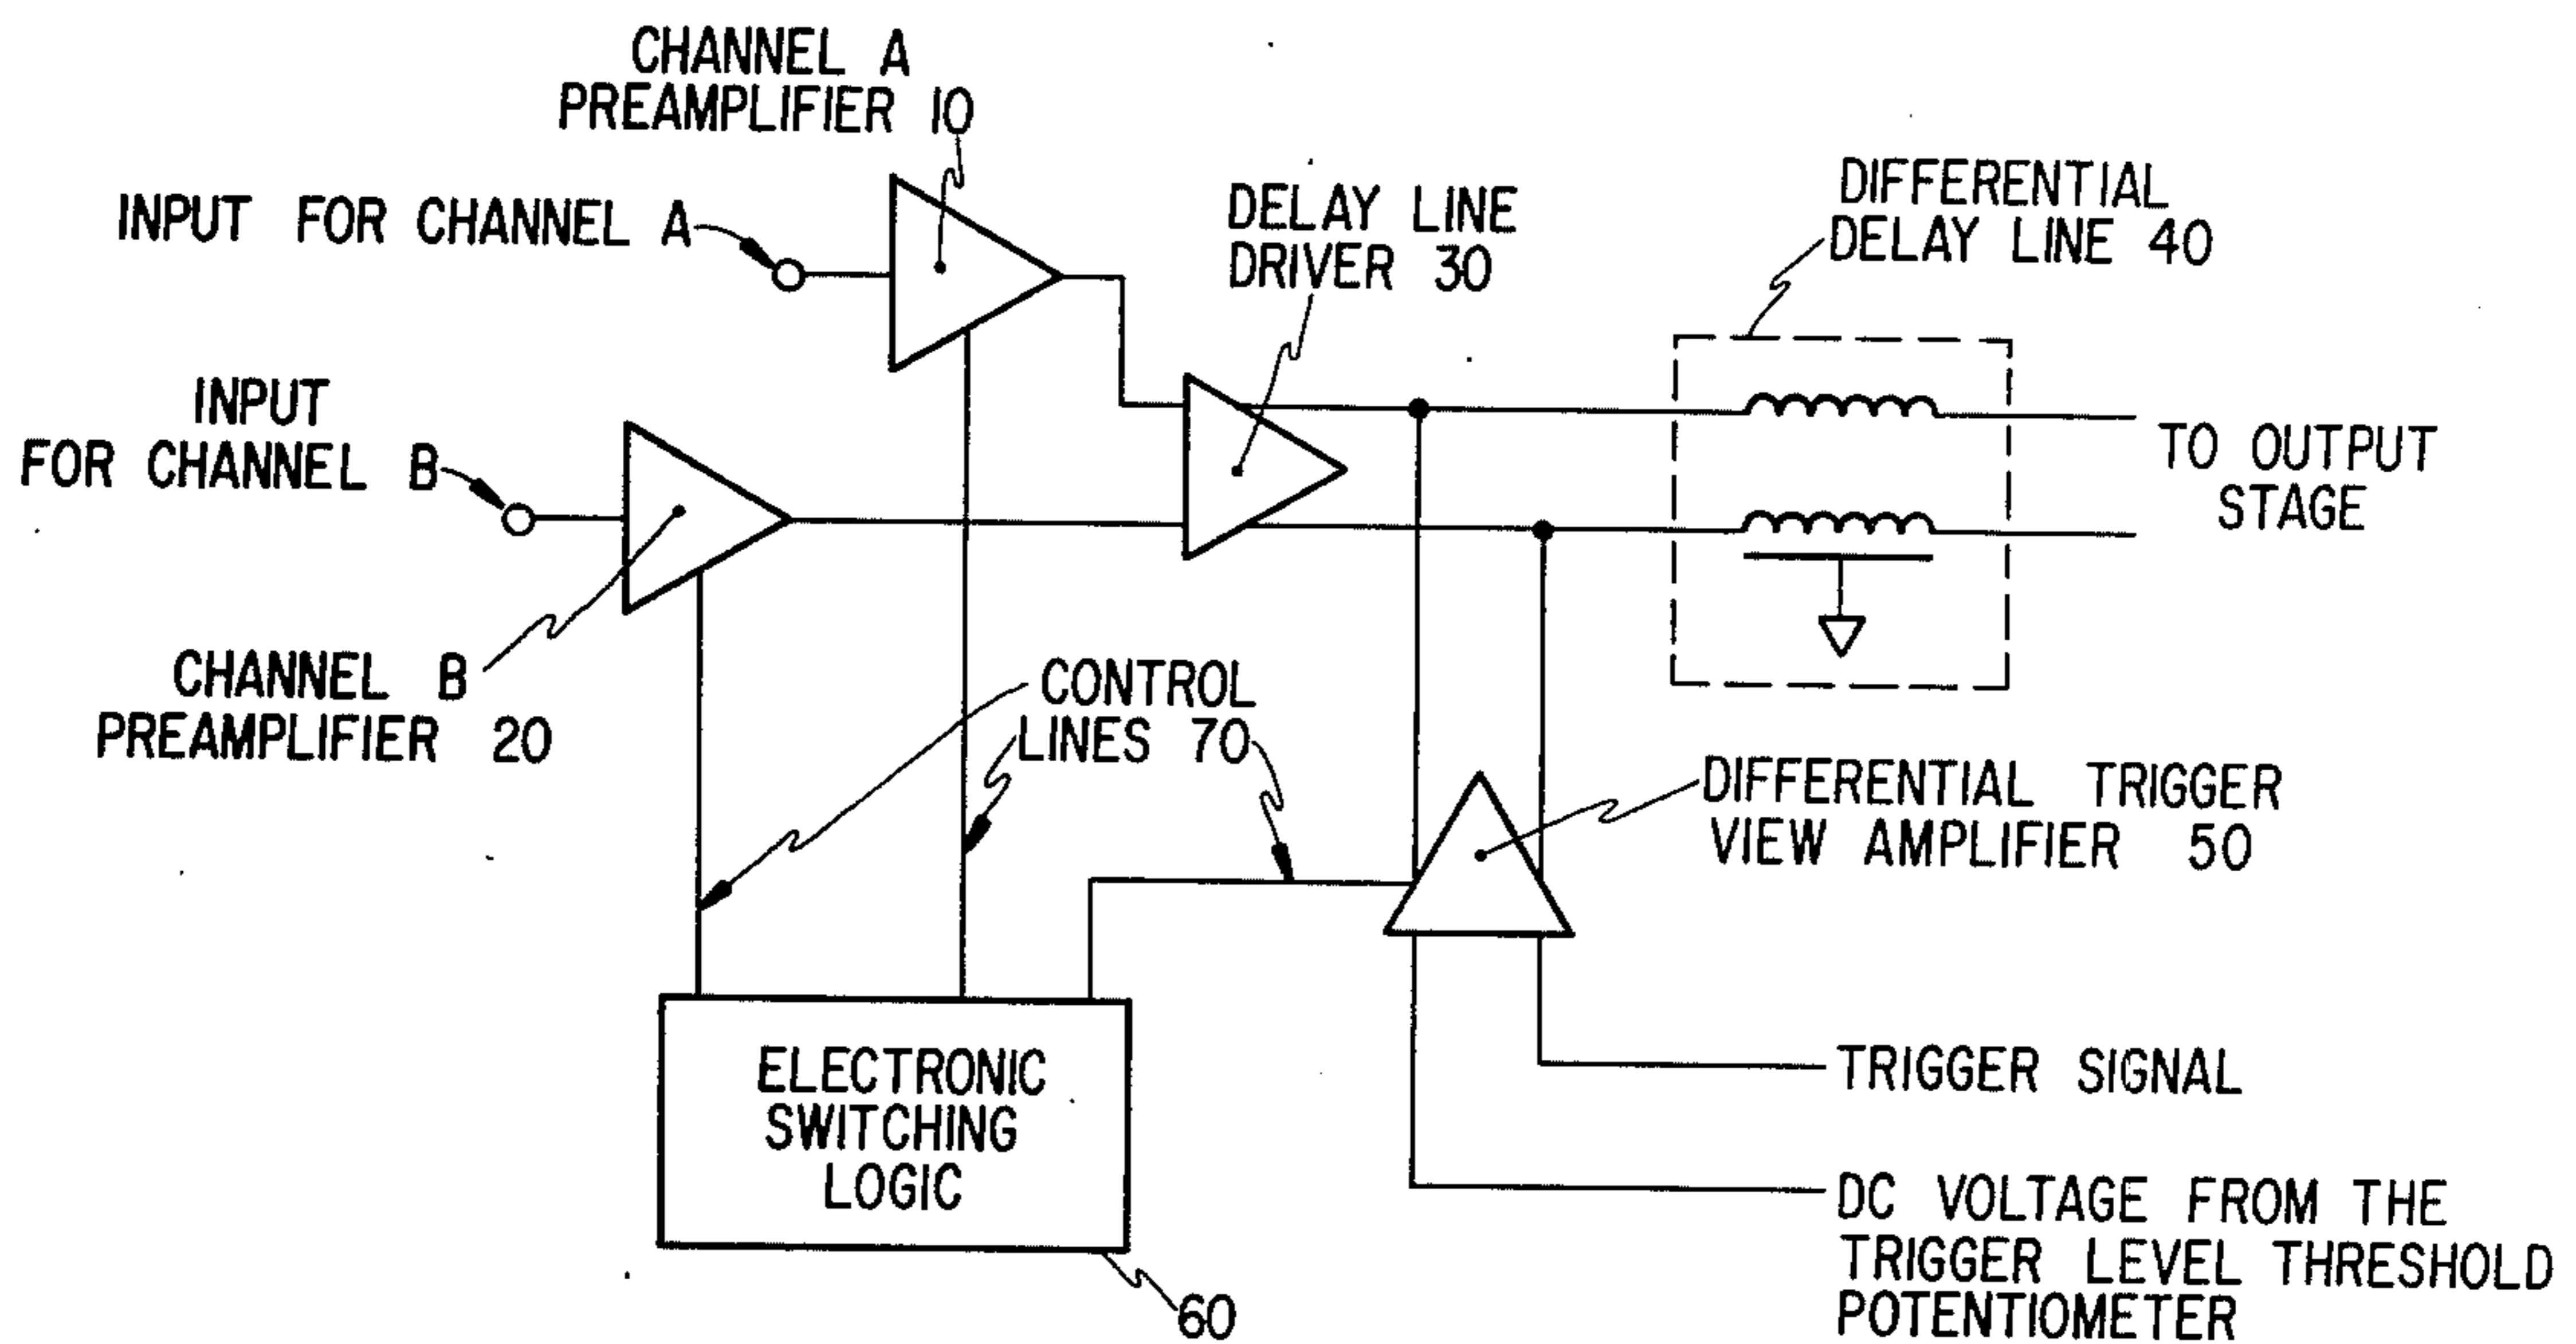 CHANNEL A
PREAMPLIFIER 10
INPUT FOR CHANNEL A
DELAY LINE
DRIVER 30
DIFFERENTIAL
DELAY LINE 40
INPUT
FOR CHANNEL B
TO OUTPUT
STAGE
CHANNEL B
PREAMPLIFIER 20
CONTROL
LINES 70
DIFFERENTIAL TRIGGER
VIEW AMPLIFIER 50
ELECTRONIC
SWITCHING
LOGIC
TRIGGER SIGNAL
DC VOLTAGE FROM THE
TRIGGER LEVEL THRESHOLD
POTENTIOMETER
60